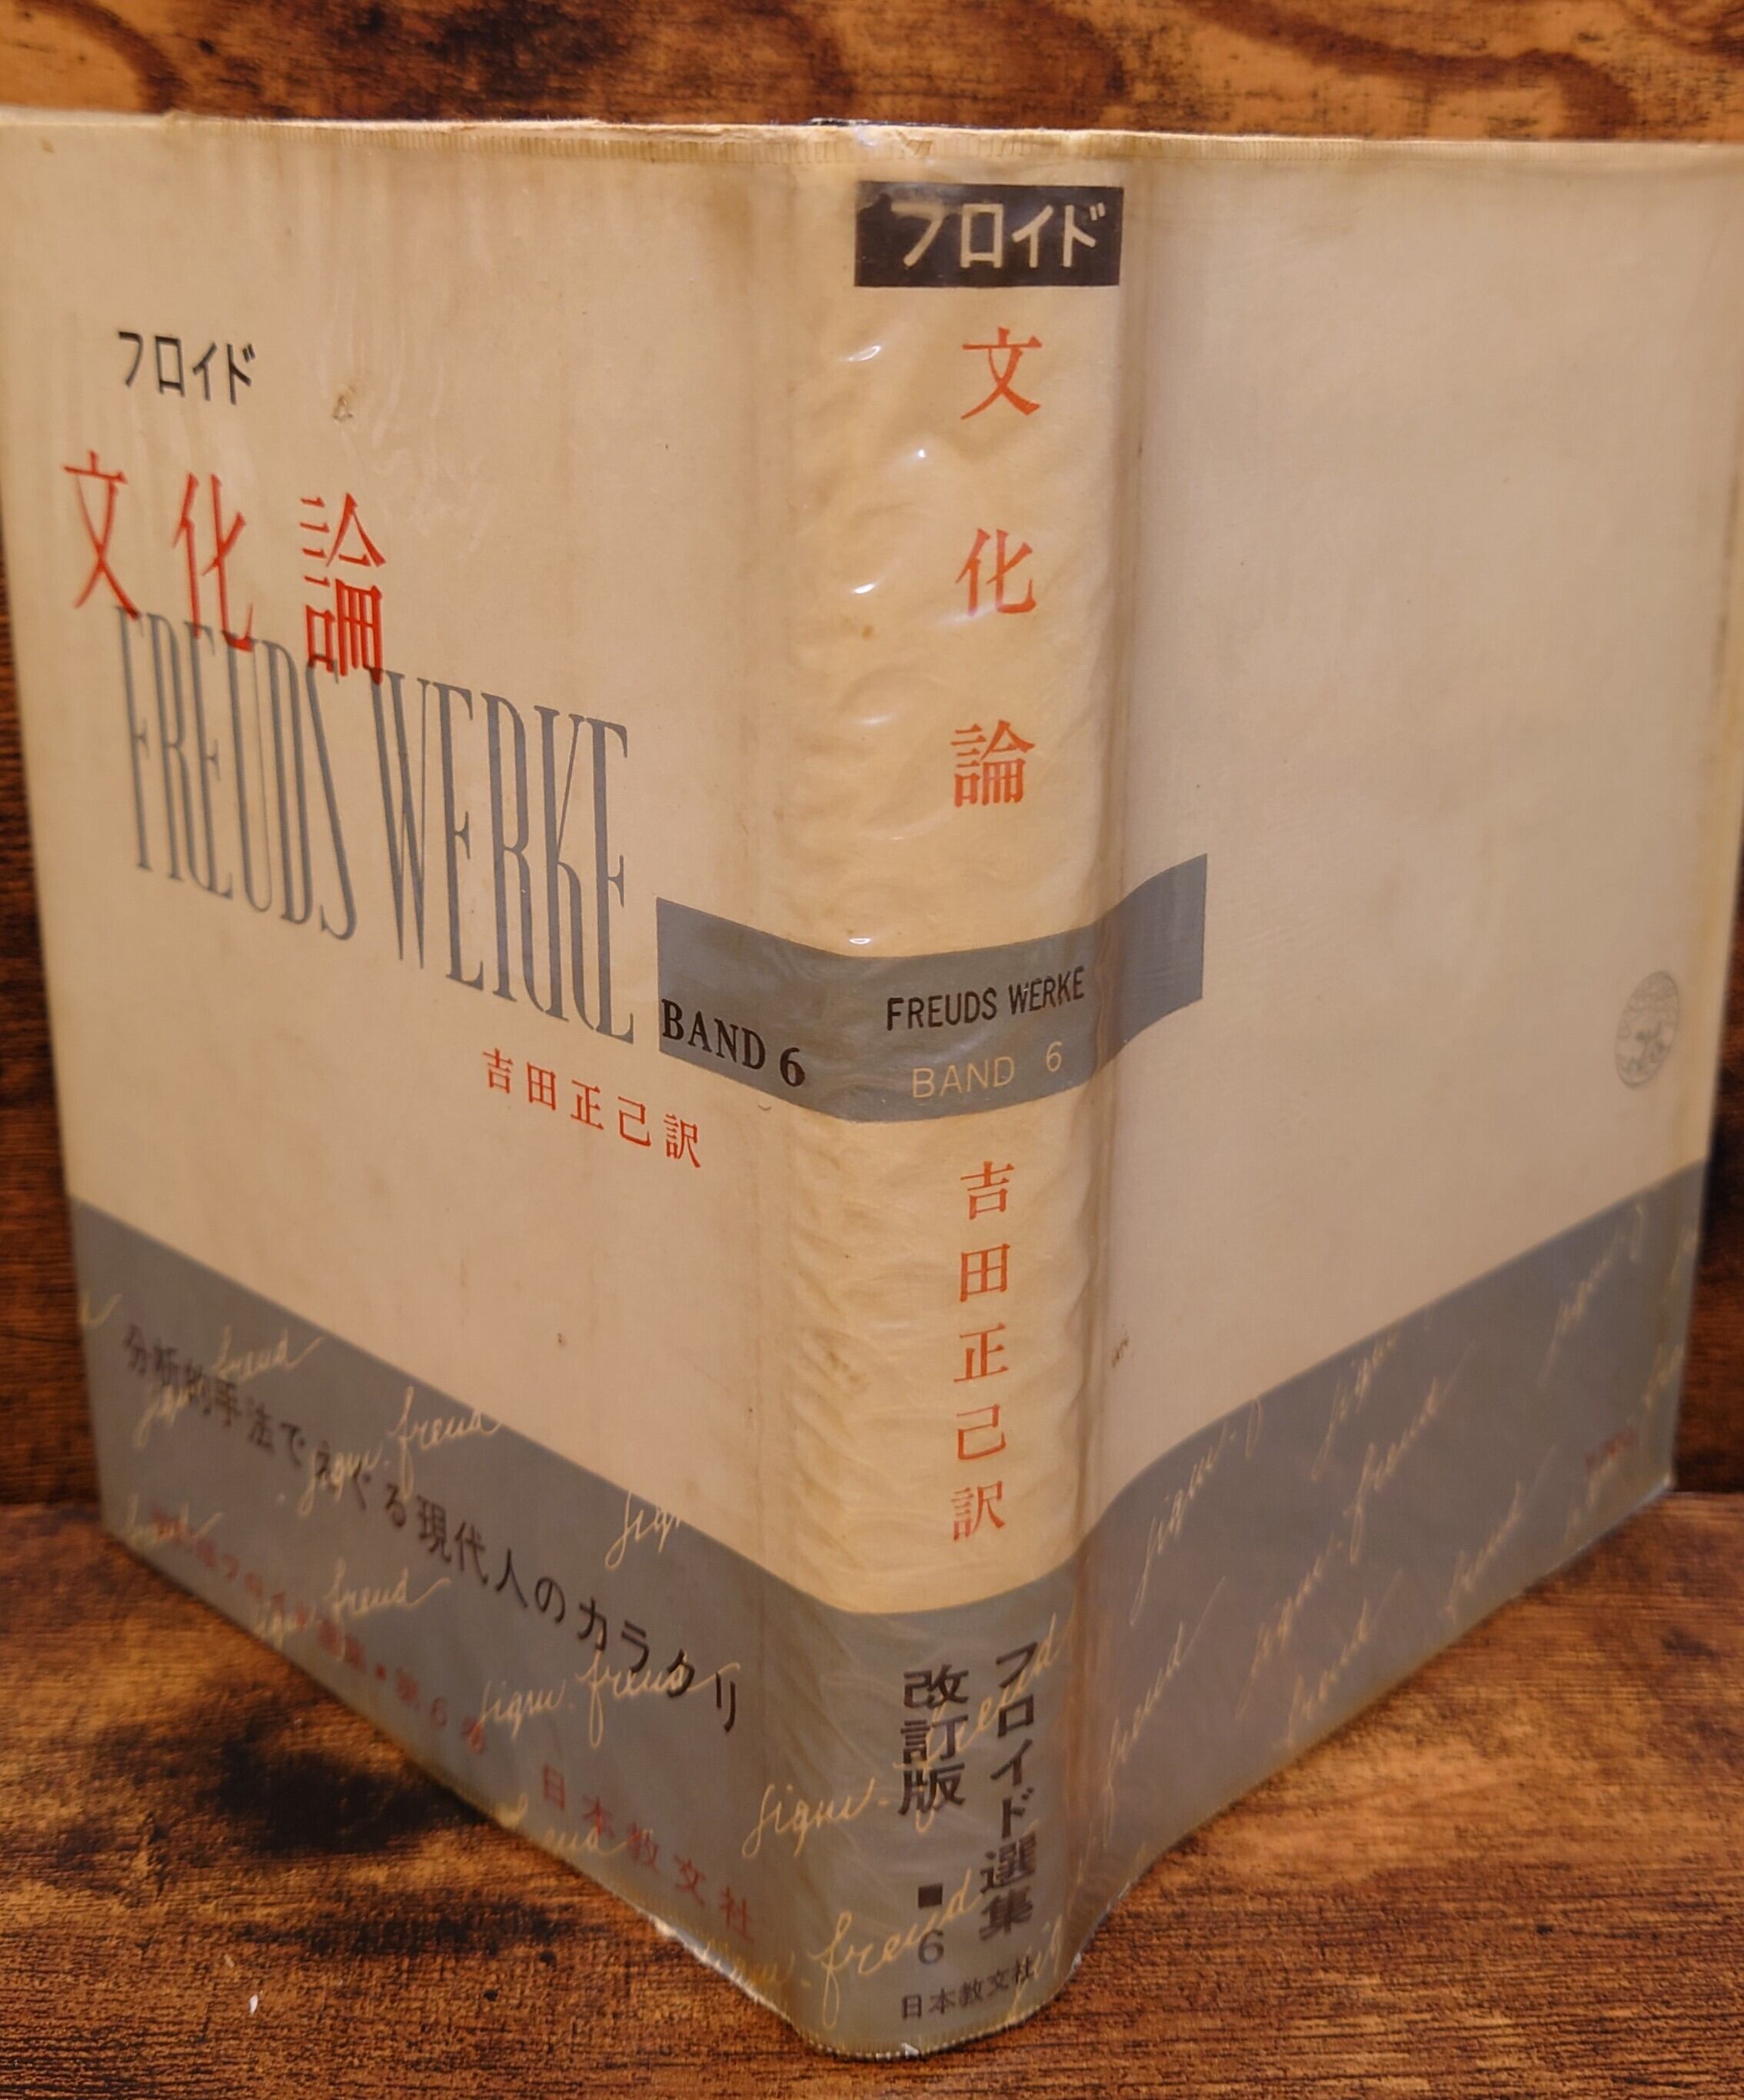 フロイド
文化論
FREUDS WERKE
BAND 6
吉田正己訳
分析的手法でえぐる現代人のカラクリ
日本教文社
フロイド
文化論
FREUDS WERKE
BAND 6
吉田正己訳
フロイド選集
改訂版■6
日本教文社